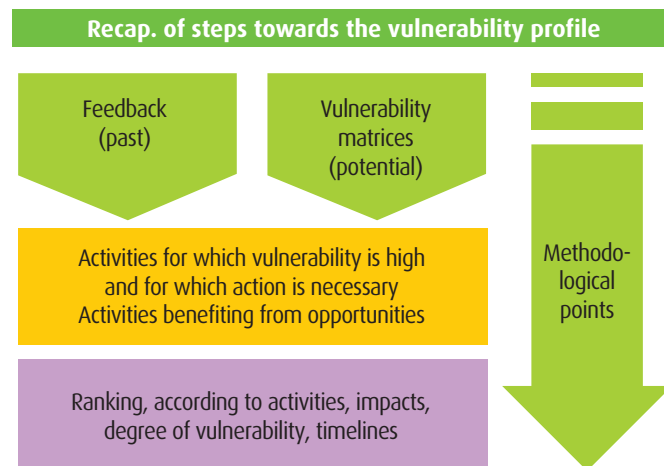 Recap. of steps towards the vulnerability profile
Feedback
(past)
Vulnerability
matrices
(potential)
Activities for which vulnerability is high
and for which action is necessary
Activities benefiting from opportunities
Methodo-
logical
points
Ranking, according to activities, impacts,
degree of vulnerability, timelines